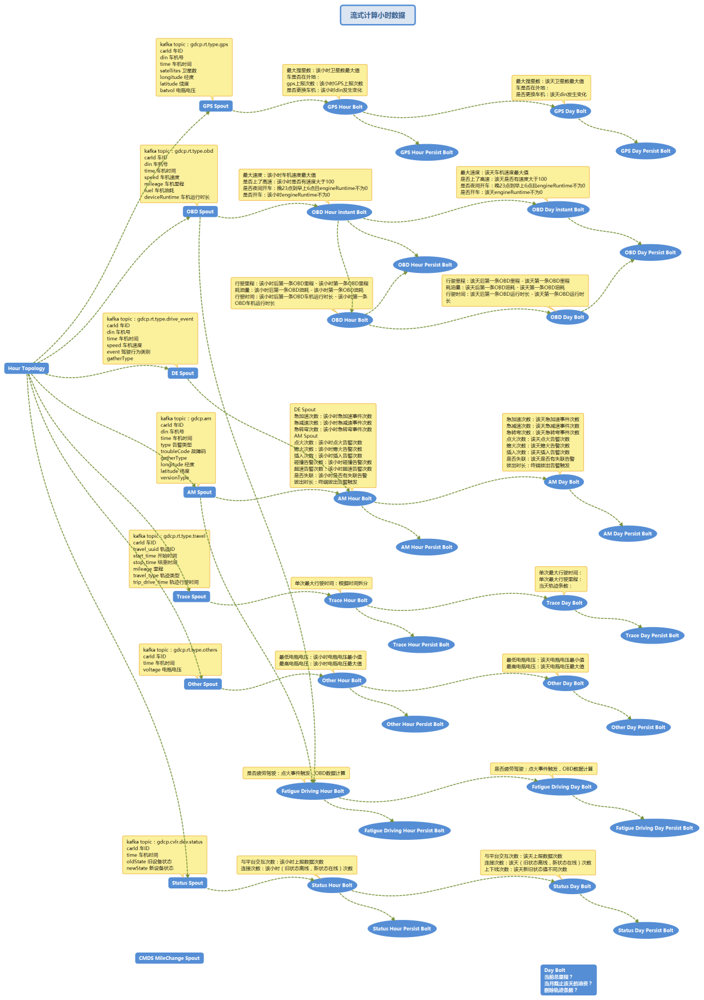 流式计算小时数据
kafka topic：gdcp.rt.type.gps
carId 车ID
din 车机号
time 车机时间
satellites 卫星数
longitude 经度
latitude 续度
batvol 电瓶电压
GPS Spout
最大搜星数：该小时卫星数最大值
车是否在外地：
gps上报次数：该小时GPS上报次数
是否更换车机：该小时din发生变化
GPS Hour Bolt
最大搜星数：该天卫星数最大值
车是否在外地：
是否更换车机：该天din发生变化
GPS Day Bolt
GPS Hour Persist Bolt
GPS Day Persist Bolt
kafka topic：gdcp.rt.type.obd
carId 车ID
din 车机号
time 车机时间
speed 车机速度
mileage 车机里程
fuel 车机油耗
deviceRuntime 车机运行时长
OBD Spout
最大速度：该小时车机速度最大值
是否上了高速：该小时是否有速度大于100
是否夜间开车：晚23点到早上6点且engineRuntime不为0
是否开车：该小时engineRuntime不为0
OBD Hour instant Bolt
最大速度：该天车机速度最大值
是否上了高速：该天是否有速度大于100
是否夜间开车：晚23点到早上6点且engineRuntime不为0
是否开车：该天engineRuntime不为0
OBD Day instant Bolt
OBD Day Persist Bolt
OBD Hour Persist Bolt
行驶里程：该小时后第一条OBD里程 - 该小时第一条OBD里程
耗油量：该小时后第一条OBD油耗 - 该小时第一条OBD油耗
行驶时间：该小时后第一条OBD车机运行时长 - 该小时第一条
OBD车机运行时长
OBD Hour Bolt
行驶里程：该天后第一条OBD里程 - 该天第一条OBD里程
耗油量：该天后第一条OBD油耗 - 该天第一条OBD油耗
行驶时间：该天后第一条OBD运行时长 - 该天第一条OBD运行时
长
OBD Day Bolt
kafka topic：gdcp.rt.type.drive_event
carId 车ID
din 车机号
time 车机时间
speed 车机速度
event 驾驶行为类别
gatherType
Hour Topology
DE Spout
kafka topic：gdcp.am
carId 车ID
din 车机号
time 车机时间
type 告警类型
troubleCode 故障码
gatherType
longitude 经度
latitude 纬度
versionType
AM Spout
DE Spout
急加速次数：该小时急加速事件次数
急减速次数：该小时急减速事件次数
急转弯次数：该小时急转弯事件次数
AM Spout
点火次数：该小时点火告警次数
熄火次数：该小时熄火告警次数
插入次数：该小时插入告警次数
碰撞告警次数：该小时碰撞告警次数
超速告警次数：该小时超速告警次数
是否失联：该小时是否有失联告警
拔出时长：终端拔出告警触发
AM Hour Bolt
急加速次数：该天急加速事件次数
急减速次数：该天急减速事件次数
急转弯次数：该天急转弯事件次数
点火次数：该天点火告警次数
熄火次数：该天熄火告警次数
插入次数：该天插入告警次数
是否失联：该天是否有失联告警
拔出时长：终端拔出告警触发
AM Day Bolt
AM Day Persist Bolt
AM Hour Persist Bolt
kafka topic：gdcp.rt.type.travel
carId 车ID
travel_uuid 轨迹ID
start_time 开始时间
stop_time 结束时间
mileage 里程
travel_type 轨迹类型
trip_drive_time 轨迹行驶时间
Trace Spout
单次最大行驶时间：根据时间拆分
Trace Hour Bolt
单次最大行驶时间：
单次最大行驶里程：
当天轨迹条数：
Trace Day Bolt
Trace Day Persist Bolt
Trace Hour Persist Bolt
kafka topic：gdcp.rt.type.others
carId 车ID
time 车机时间
voltage 电瓶电压
Other Spout
最低电瓶电压：该小时电瓶电压最小值
最高电瓶电压：该小时电瓶电压最大值
Other Hour Bolt
最低电瓶电压：该天电瓶电压最小值
最高电瓶电压：该天电瓶电压最大值
Other Day Bolt
Other Hour Persist Bolt
Other Day Persist Bolt
是否疲劳驾驶：点火事件触发，OBD数据计算
Fatigue Driving Hour Bolt
是否疲劳驾驶：点火事件触发，OBD数据计算
Fatigue Driving Day Bolt
Fatigue Driving Hour Persist Bolt
Fatigue Driving Day Persist Bolt
kafka topic：gdcp.cvlr.dev.status
carId 车ID
time 车机时间
oldState 旧设备状态
newState 新设备状态
Status Spout
与平台交互次数：该小时上报数据次数
连接次数：该小时（旧状态离线，新状态在线）次数
Status Hour Bolt
与平台交互次数：该天上报数据次数
连接次数：该天（旧状态离线，新状态在线）次数
上下线次数：该天新旧状态值不同次数
Status Day Bolt
Status Hour Persist Bolt
Status Day Persist Bolt
CMDS MileChange Spout
Day Bolt
当前总里程？
当月截止该天的油费？
删除轨迹条数？